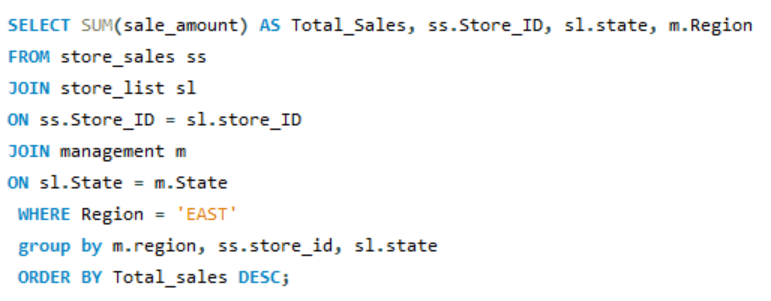 SELECT SUM(sale_amount) AS Total_Sales, ss.Store_ID, sl.state, m.Region
FROM store_sales ss
JOIN store_list sl
ON ss.Store_ID = sl.store_ID
JOIN management m
ON sl.State = m.State
WHERE Region = 'EAST'
group by m.region, ss.store_id, sl.state
ORDER BY Total_sales DESC;